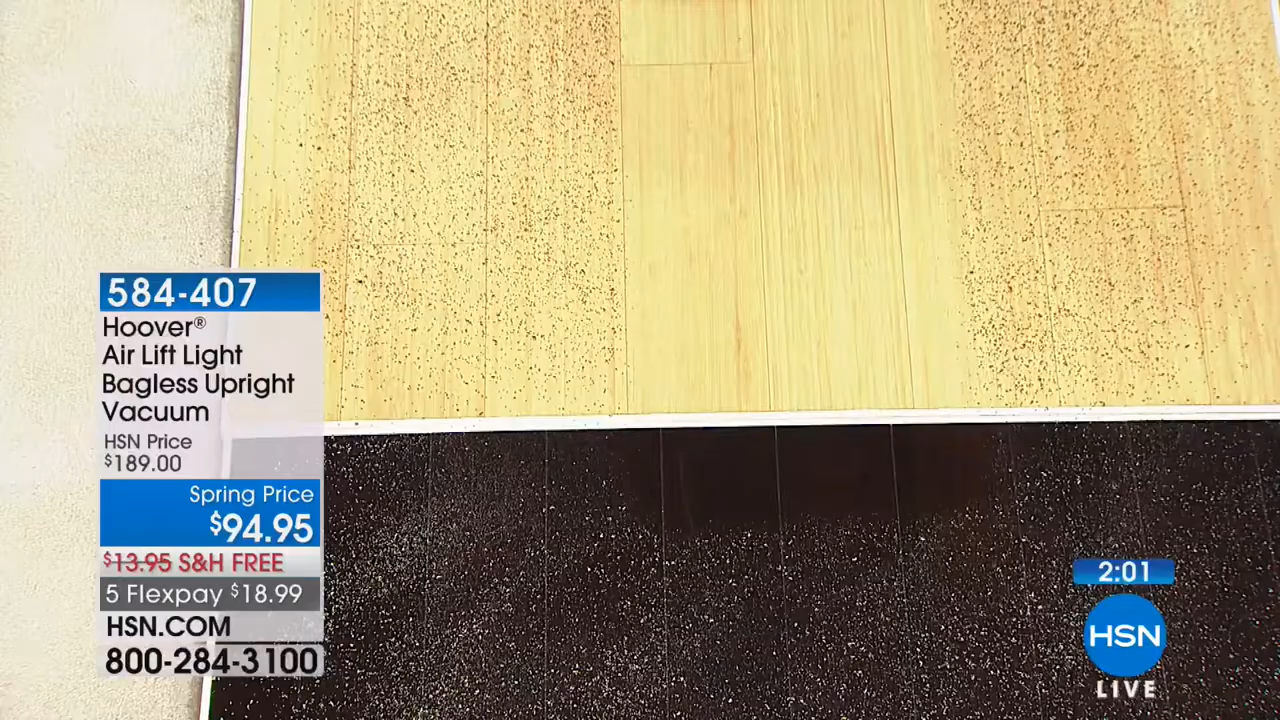 584-407
Hoover®
Air Lift Light
Bagless Upright
Vacuum
HSN Price
$189.00
Spring Price
$94.95
$13.95 S&H FREE
5 Flexpay $18.99
HSN.COM
800-284-3100
2:01
HSN
LIVE